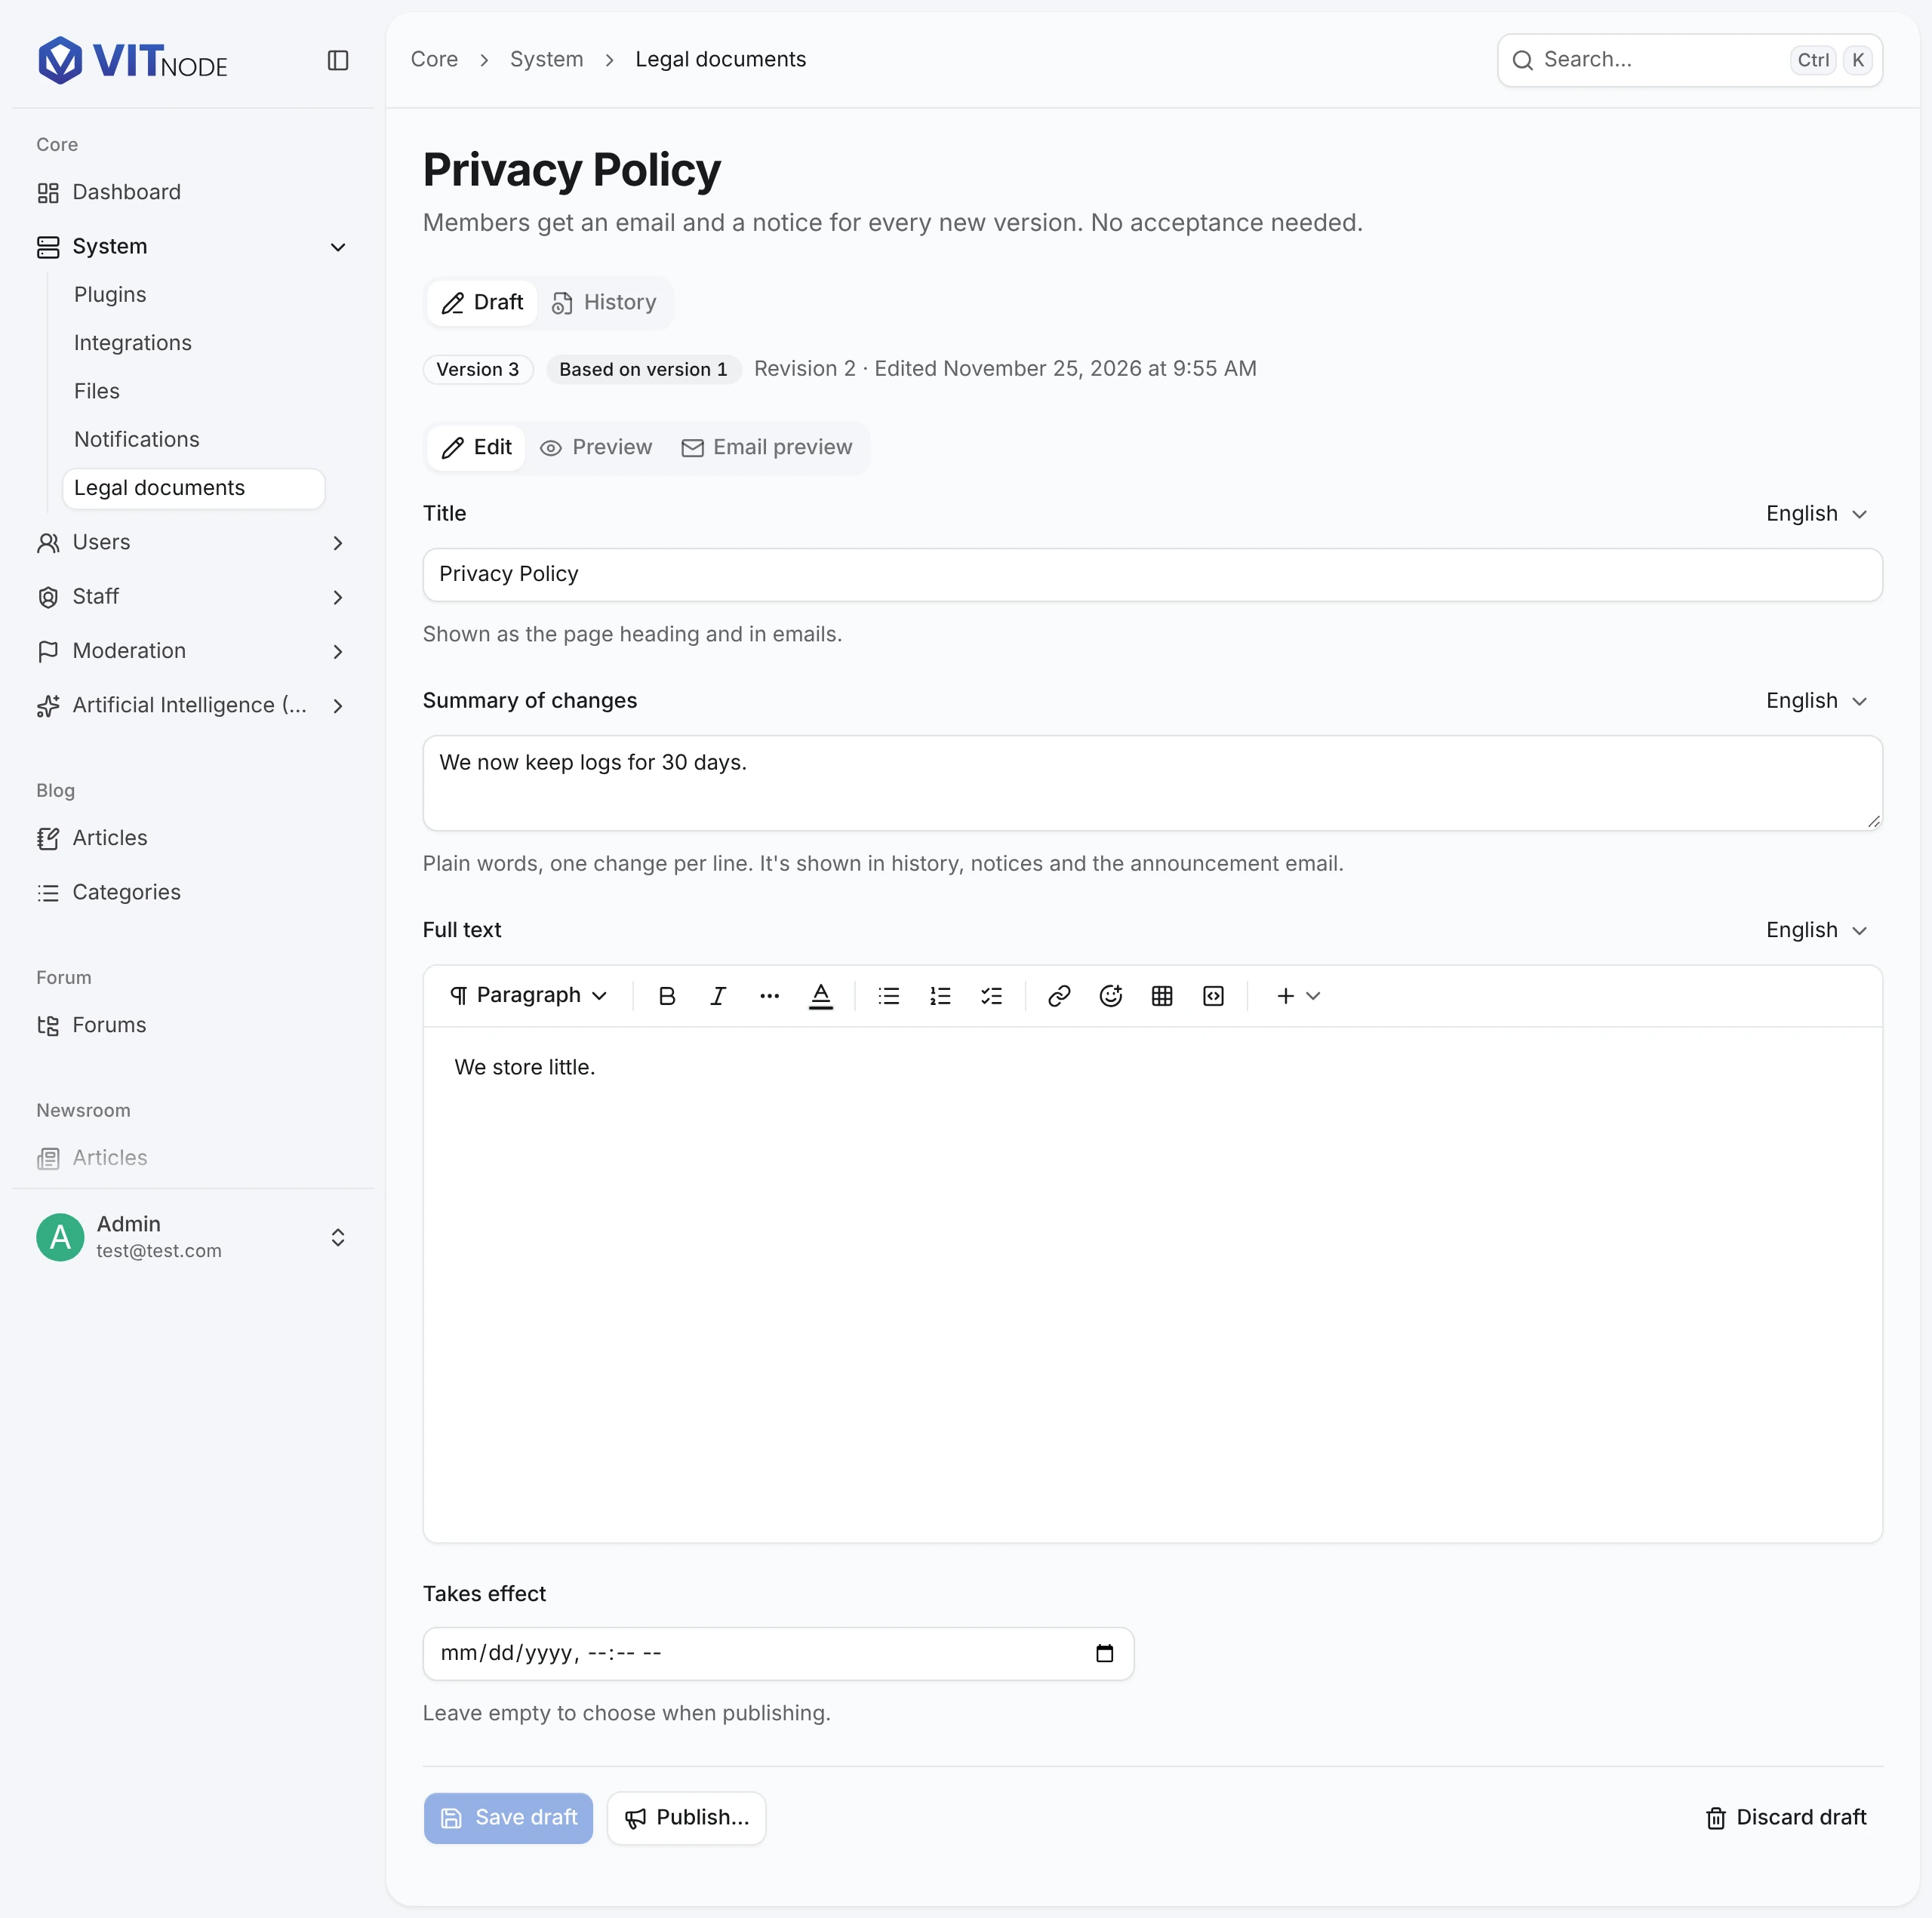 VITNODE
Core
Dashboard
System
Plugins
Integrations
Files
Notifications
Legal documents
Users
Staff
Moderation
Artificial Intelligence (...
Blog
Articles
Categories
Forum
Forums
Newsroom
Articles
A
Admin
test@test.com
Core > System > Legal documents
Search... Ctrl K
Privacy Policy
Members get an email and a notice for every new version. No acceptance needed.
Draft History
Version 3 Based on version 1 Revision 2 · Edited November 25, 2026 at 9:55 AM
Edit Preview Email preview
Title English
Privacy Policy
Shown as the page heading and in emails.
Summary of changes English
We now keep logs for 30 days.
Plain words, one change per line. It's shown in history, notices and the announcement email.
Full text English
Paragraph
We store little.
Takes effect
mm/dd/yyyy, --:-- --
Leave empty to choose when publishing.
Save draft Publish... Discard draft